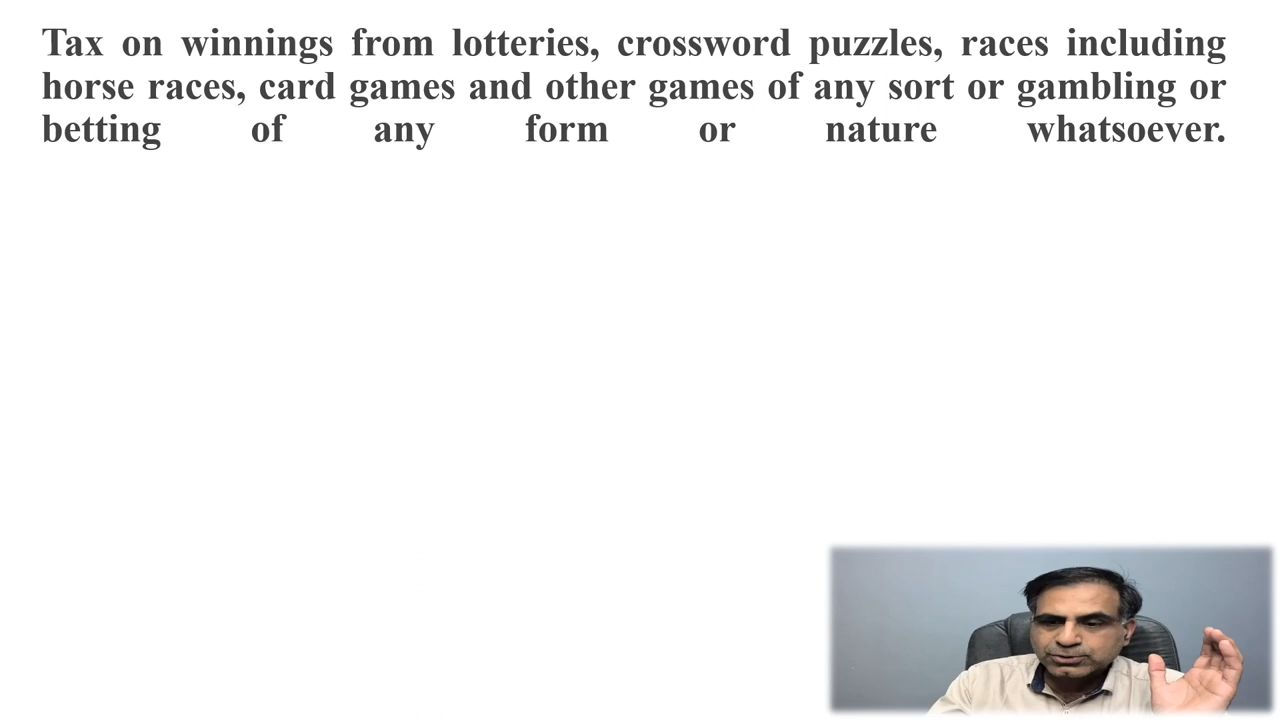 Tax on winnings from lotteries, crossword puzzles, races including
horse races, card games and other games of any sort or gambling or
betting of any form or nature whatsoever.